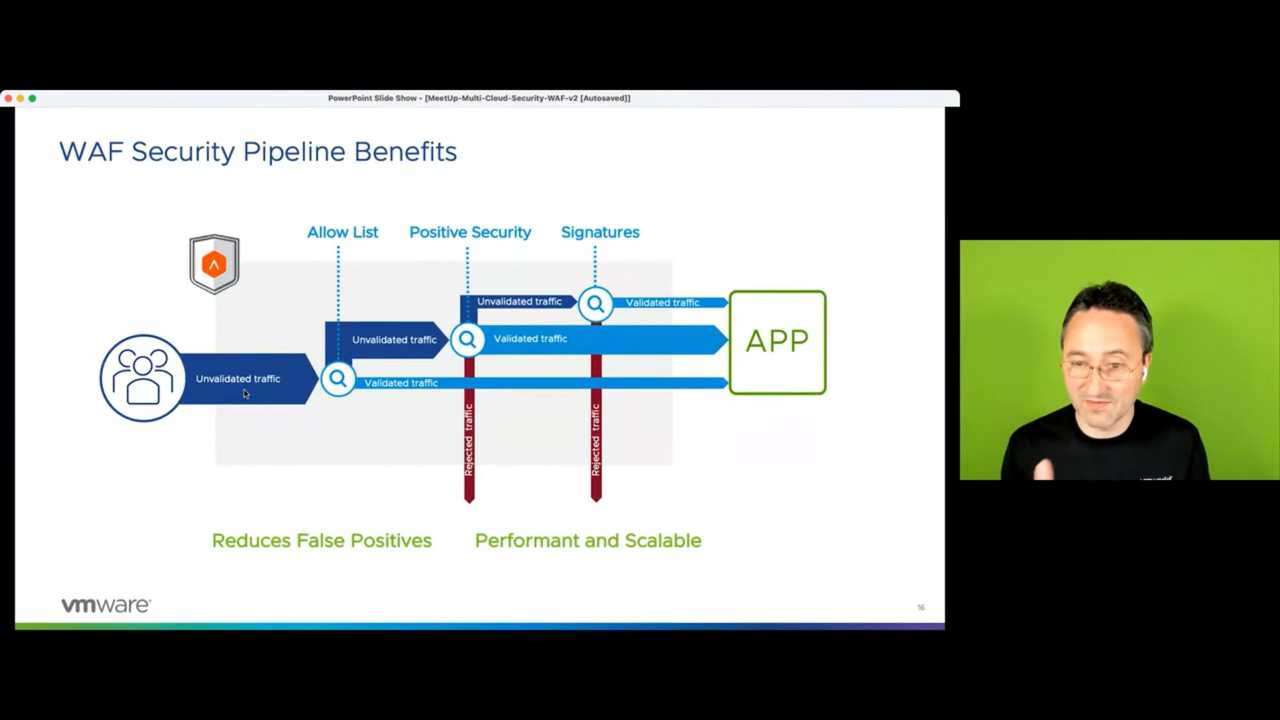 PowerPoint Slide Show - [MeetUp-Multi-Cloud-Security-WAF-v2 [Autosaved]]
WAF Security Pipeline Benefits
Allow List
Positive Security
Signatures
Unvalidated traffic
Validated traffic
Unvalidated traffic
Validated traffic
Unvalidated traffic
Validated traffic
APP
Rejected traffic
Rejected traffic
Reduces False Positives
Performant and Scalable
vmware®
16